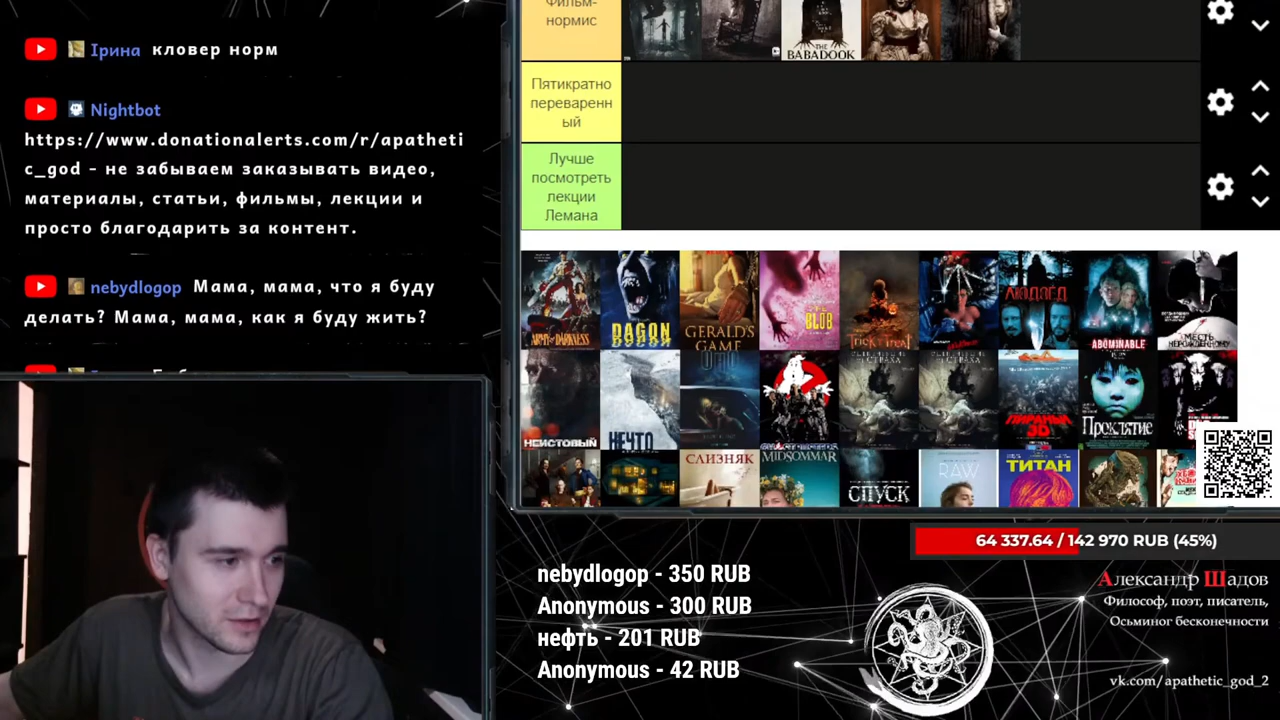 Ірина кловер норм
Nightbot
https://www.donationalerts.com/r/apatheti
c_god - не забываем заказывать видео,
материалы, статьи, фильмы, лекции и
просто благодарить за контент.
nebydlogop Мама, мама, что я буду
делать? Мама, мама, как я буду жить?
Фильм-
нормис
THE
BABADOOK
Пятикратно
переваренн
ый
Лучше
посмотреть
лекции
Лемана
ARMY OF DARKNESS
DAGON
GERALD'S
GAME
THE
BLOB
TRICK 'R TREAT
ЛЮДОЕД
ABOMINABLE
МЕСТЬ
НЕРОЖДЕННОМУ
НЕИСТОВЫЙ
НЕЧТО
ПИРАНЬИ
3D
Проклятие
СЛИЗНЯК
MIDSOMMAR
СПУСК
RAW
ТИТАН
64 337.64 / 142 970 RUB (45%)
nebydlogop - 350 RUB
Anonymous - 300 RUB
нефть - 201 RUB
Anonymous - 42 RUB
Александр Шадов
Философ, поэт, писатель,
Осьминог бесконечности
vk.com/apathetic_god_2